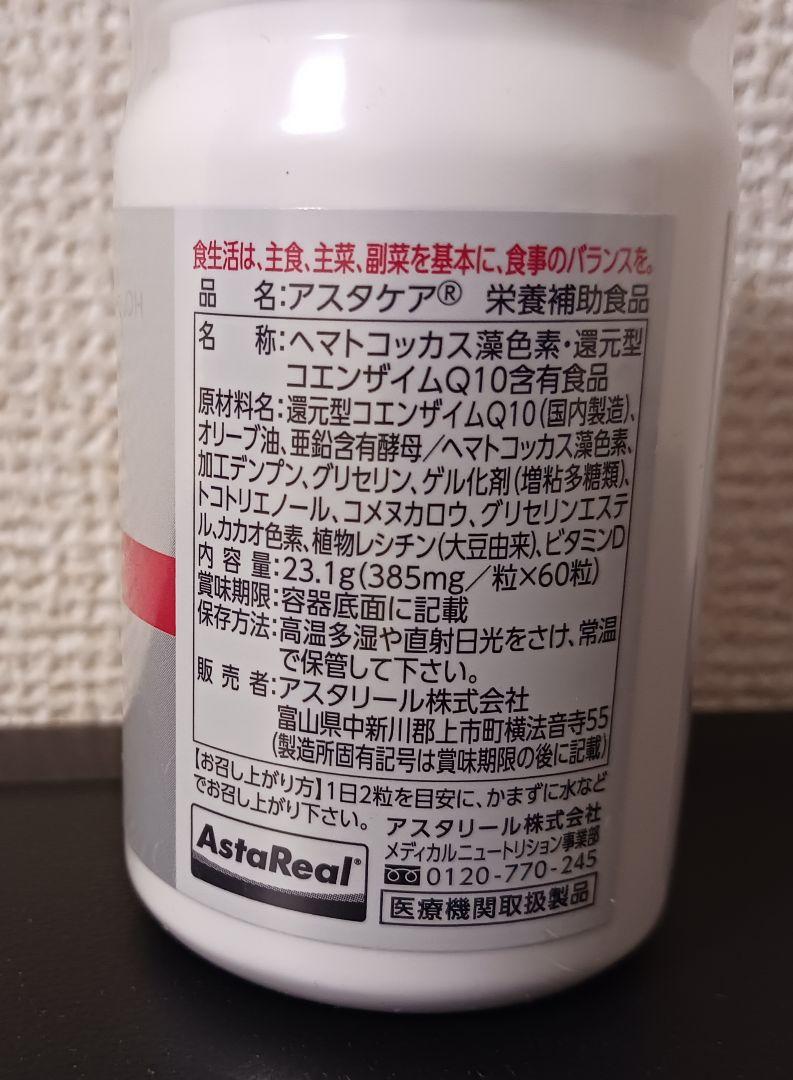 食生活は、主食、主菜、副菜を基本に、食事のバランスを。
品 名:アスタケア® 栄養補助食品
名 称:ヘマトコッカス藻色素・還元型
コエンザイムQ10含有食品
原材料名:還元型コエンザイムQ10(国内製造)、
オリーブ油、亜鉛含有酵母/ヘマトコッカス藻色素、
加工デンプン、グリセリン、ゲル化剤(増粘多糖類)、
トコトリエノール、コメヌカロウ、グリセリンエステ
ル、カカオ色素、植物レシチン(大豆由来)、ビタミンD
内容量:23.1g(385mg/粒×60粒)
賞味期限:容器底面に記載
保存方法:高温多湿や直射日光をさけ、常温
で保管して下さい。
販売者:アスタリール株式会社
富山県中新川郡上市町横法音寺55
(製造所固有記号は賞味期限の後に記載)
【お召し上がり方】1日2粒を目安に、かまずに水など
でお召し上がり下さい。
AstaReal®
アスタリール株式会社
メディカルニュートリション事業部
0120-770-245
医療機関取扱製品